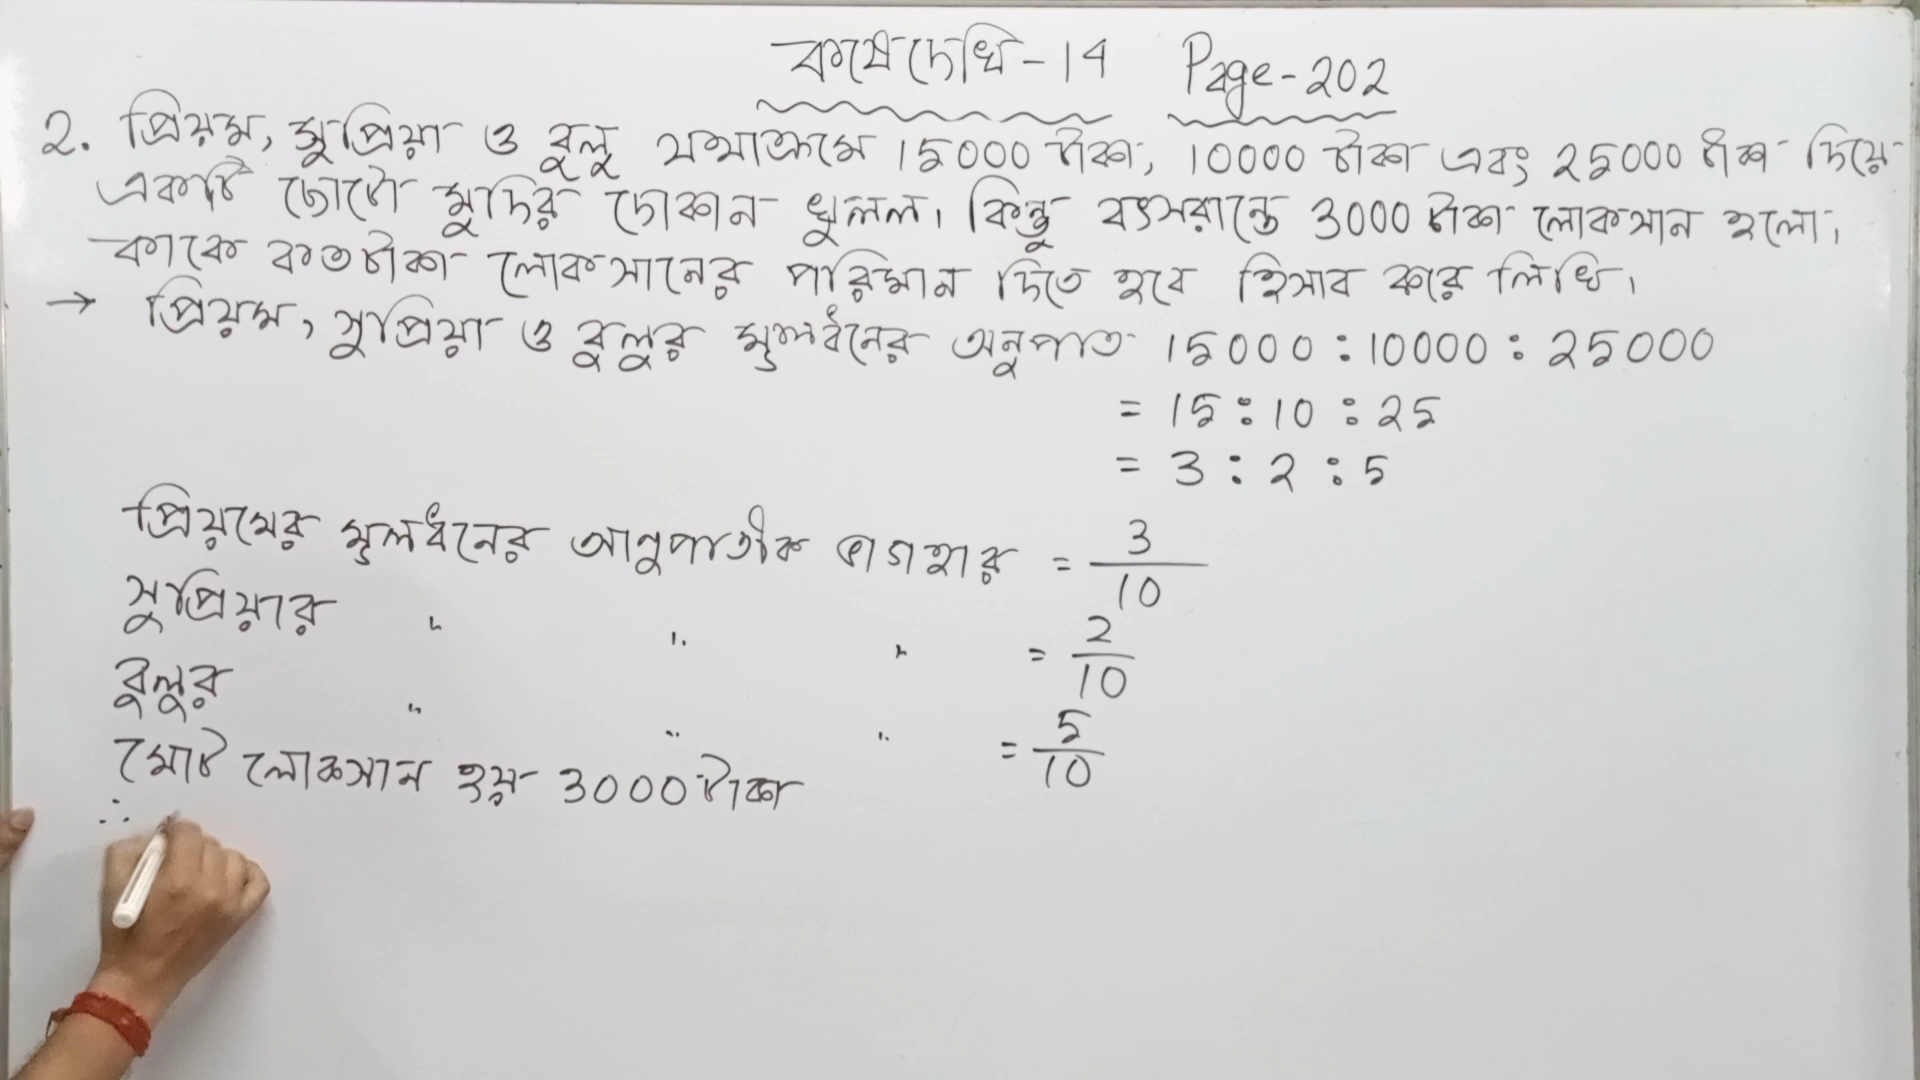 কষে দেখি - 14 Page - 202
2. প্রিয়ম, সুপ্রিয়া ও বুলু যথাক্রমে 15000 টাকা, 10000 টাকা এবং 25000 টাকা দিয়ে
একটি ছোটো মুদির দোকান খুলল। কিন্তু বৎসরান্তে 3000 টাকা লোকসান হলো।
কাকে কত টাকা লোকসানের পরিমান দিতে হবে হিসাব করে লিখি।
→ প্রিয়ম, সুপ্রিয়া ও বুলুর মূলধনের অনুপাত 15000 : 10000 : 25000
= 15 : 10 : 25
= 3 : 2 : 5
প্রিয়মের মূলধনের আনুপাতীক ভাগহার = 3/10
সুপ্রিয়ার " " " = 2/10
বুলুর " " " = 5/10
মোট লোকসান হয় 3000 টাকা
∴